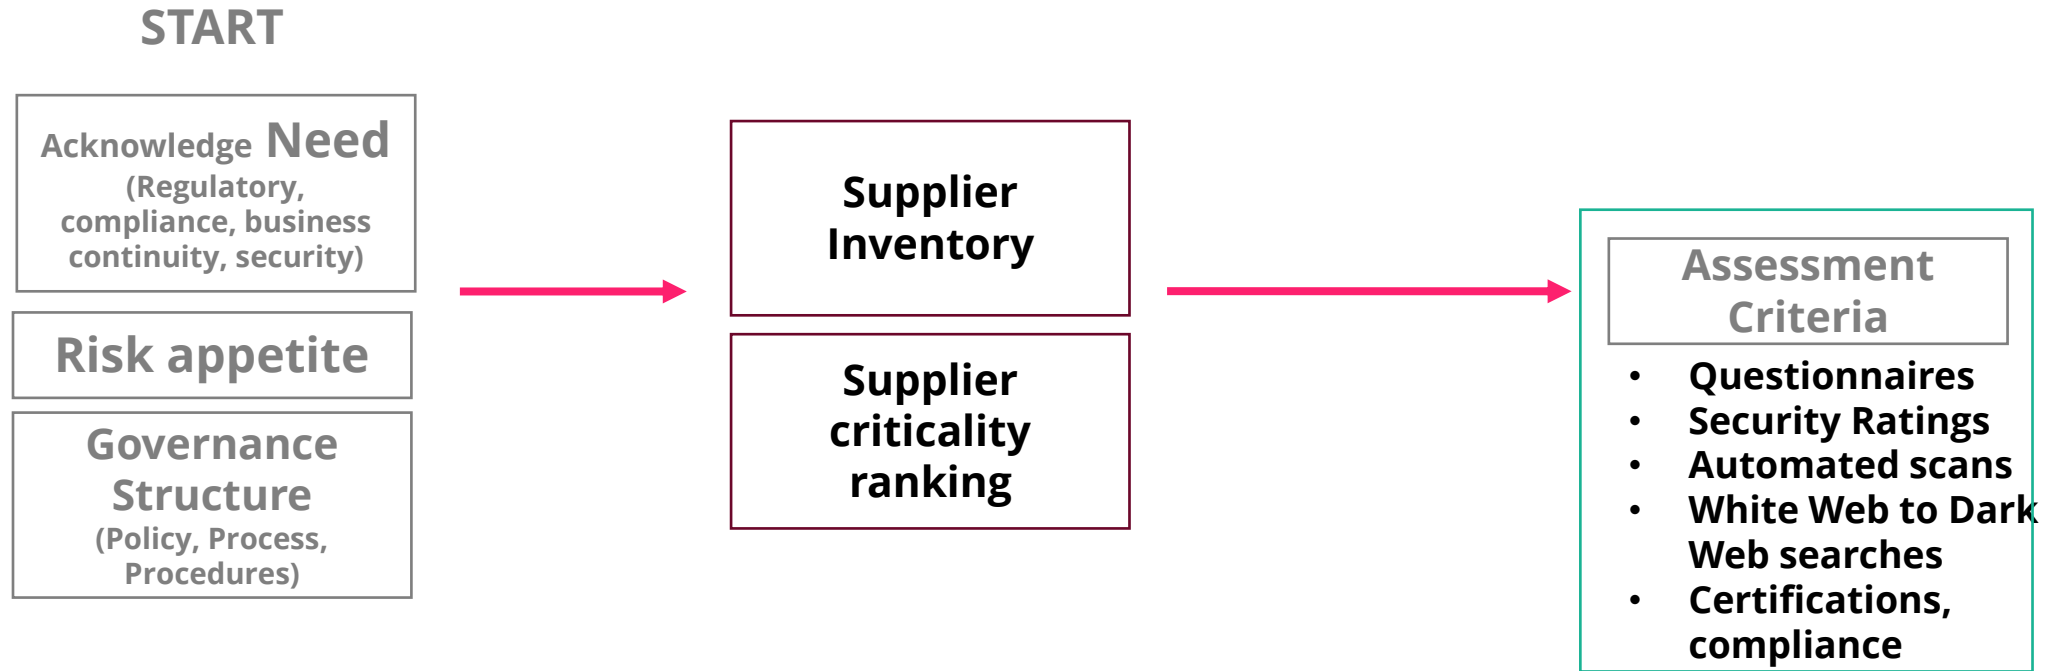 START
Acknowledge Need
(Regulatory,
compliance, business
continuity, security)
Risk appetite
Governance
Structure
(Policy, Process,
Procedures)
Supplier
Inventory
Supplier
criticality
ranking
Assessment
Criteria
• Questionnaires
• Security Ratings
• Automated scans
• White Web to Dark
Web searches
• Certifications,
compliance